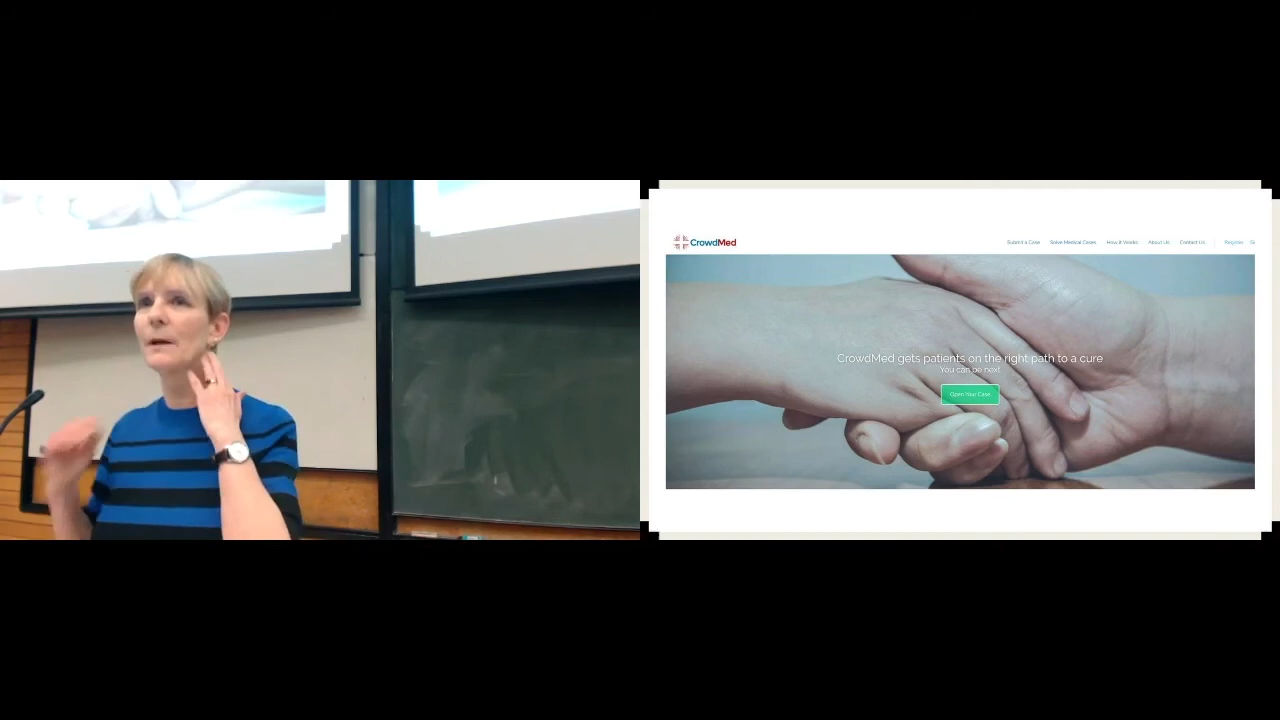 CrowdMed
Submit a Case Solve Medical Cases How it Works About Us Contact Us Register
CrowdMed gets patients on the right path to a cure
You can be next
Open Your Case